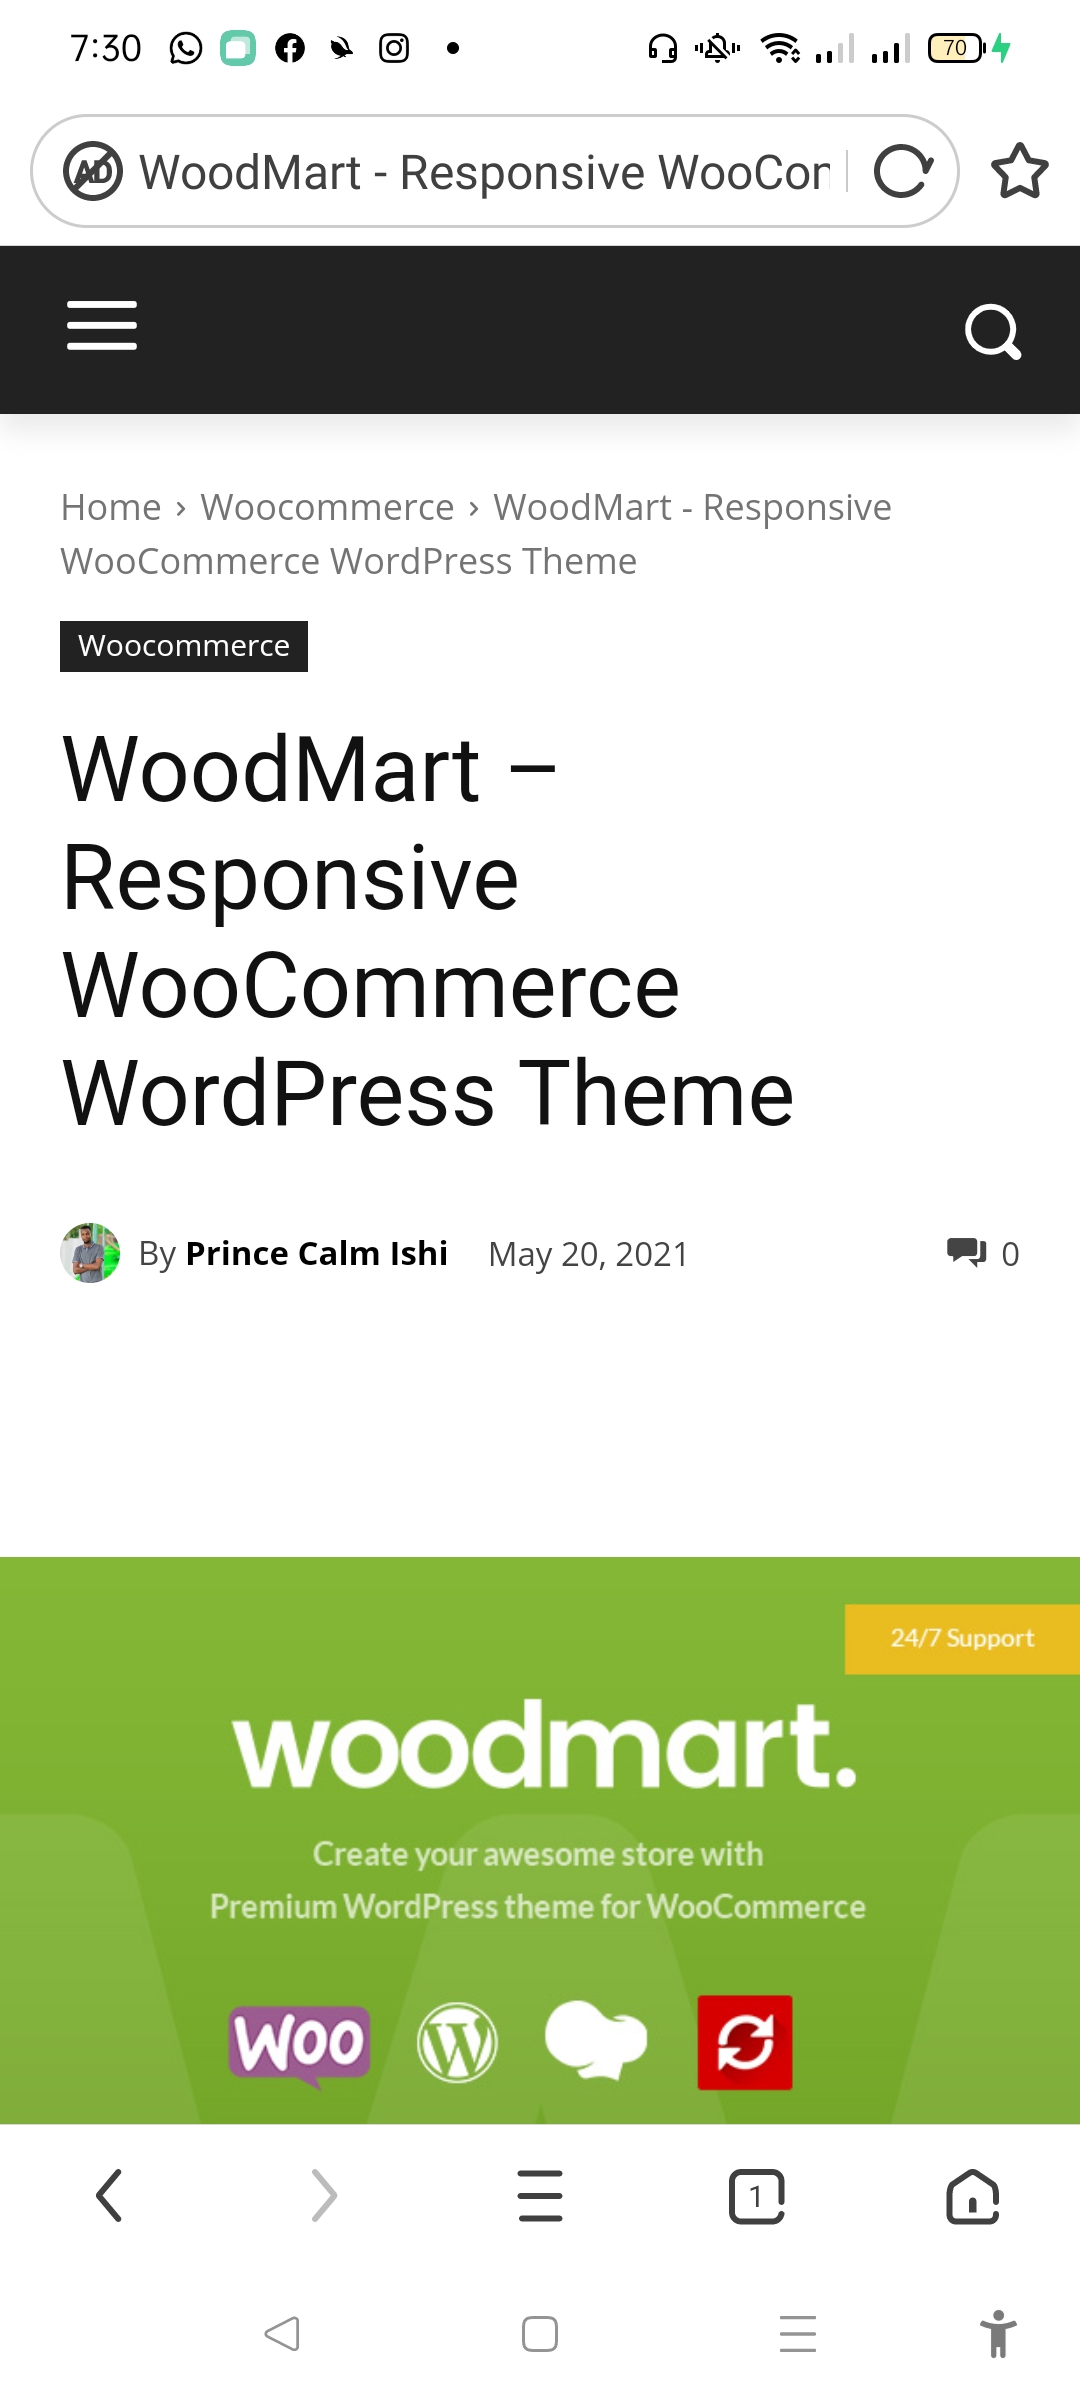 7:30
70
AD WoodMart - Responsive WooCom
Home › Woocommerce › WoodMart - Responsive
WooCommerce WordPress Theme
Woocommerce
WoodMart –
Responsive
WooCommerce
WordPress Theme
By Prince Calm Ishi May 20, 2021 0
24/7 Support
woodmart.
Create your awesome store with
Premium WordPress theme for WooCommerce
Woo W
1